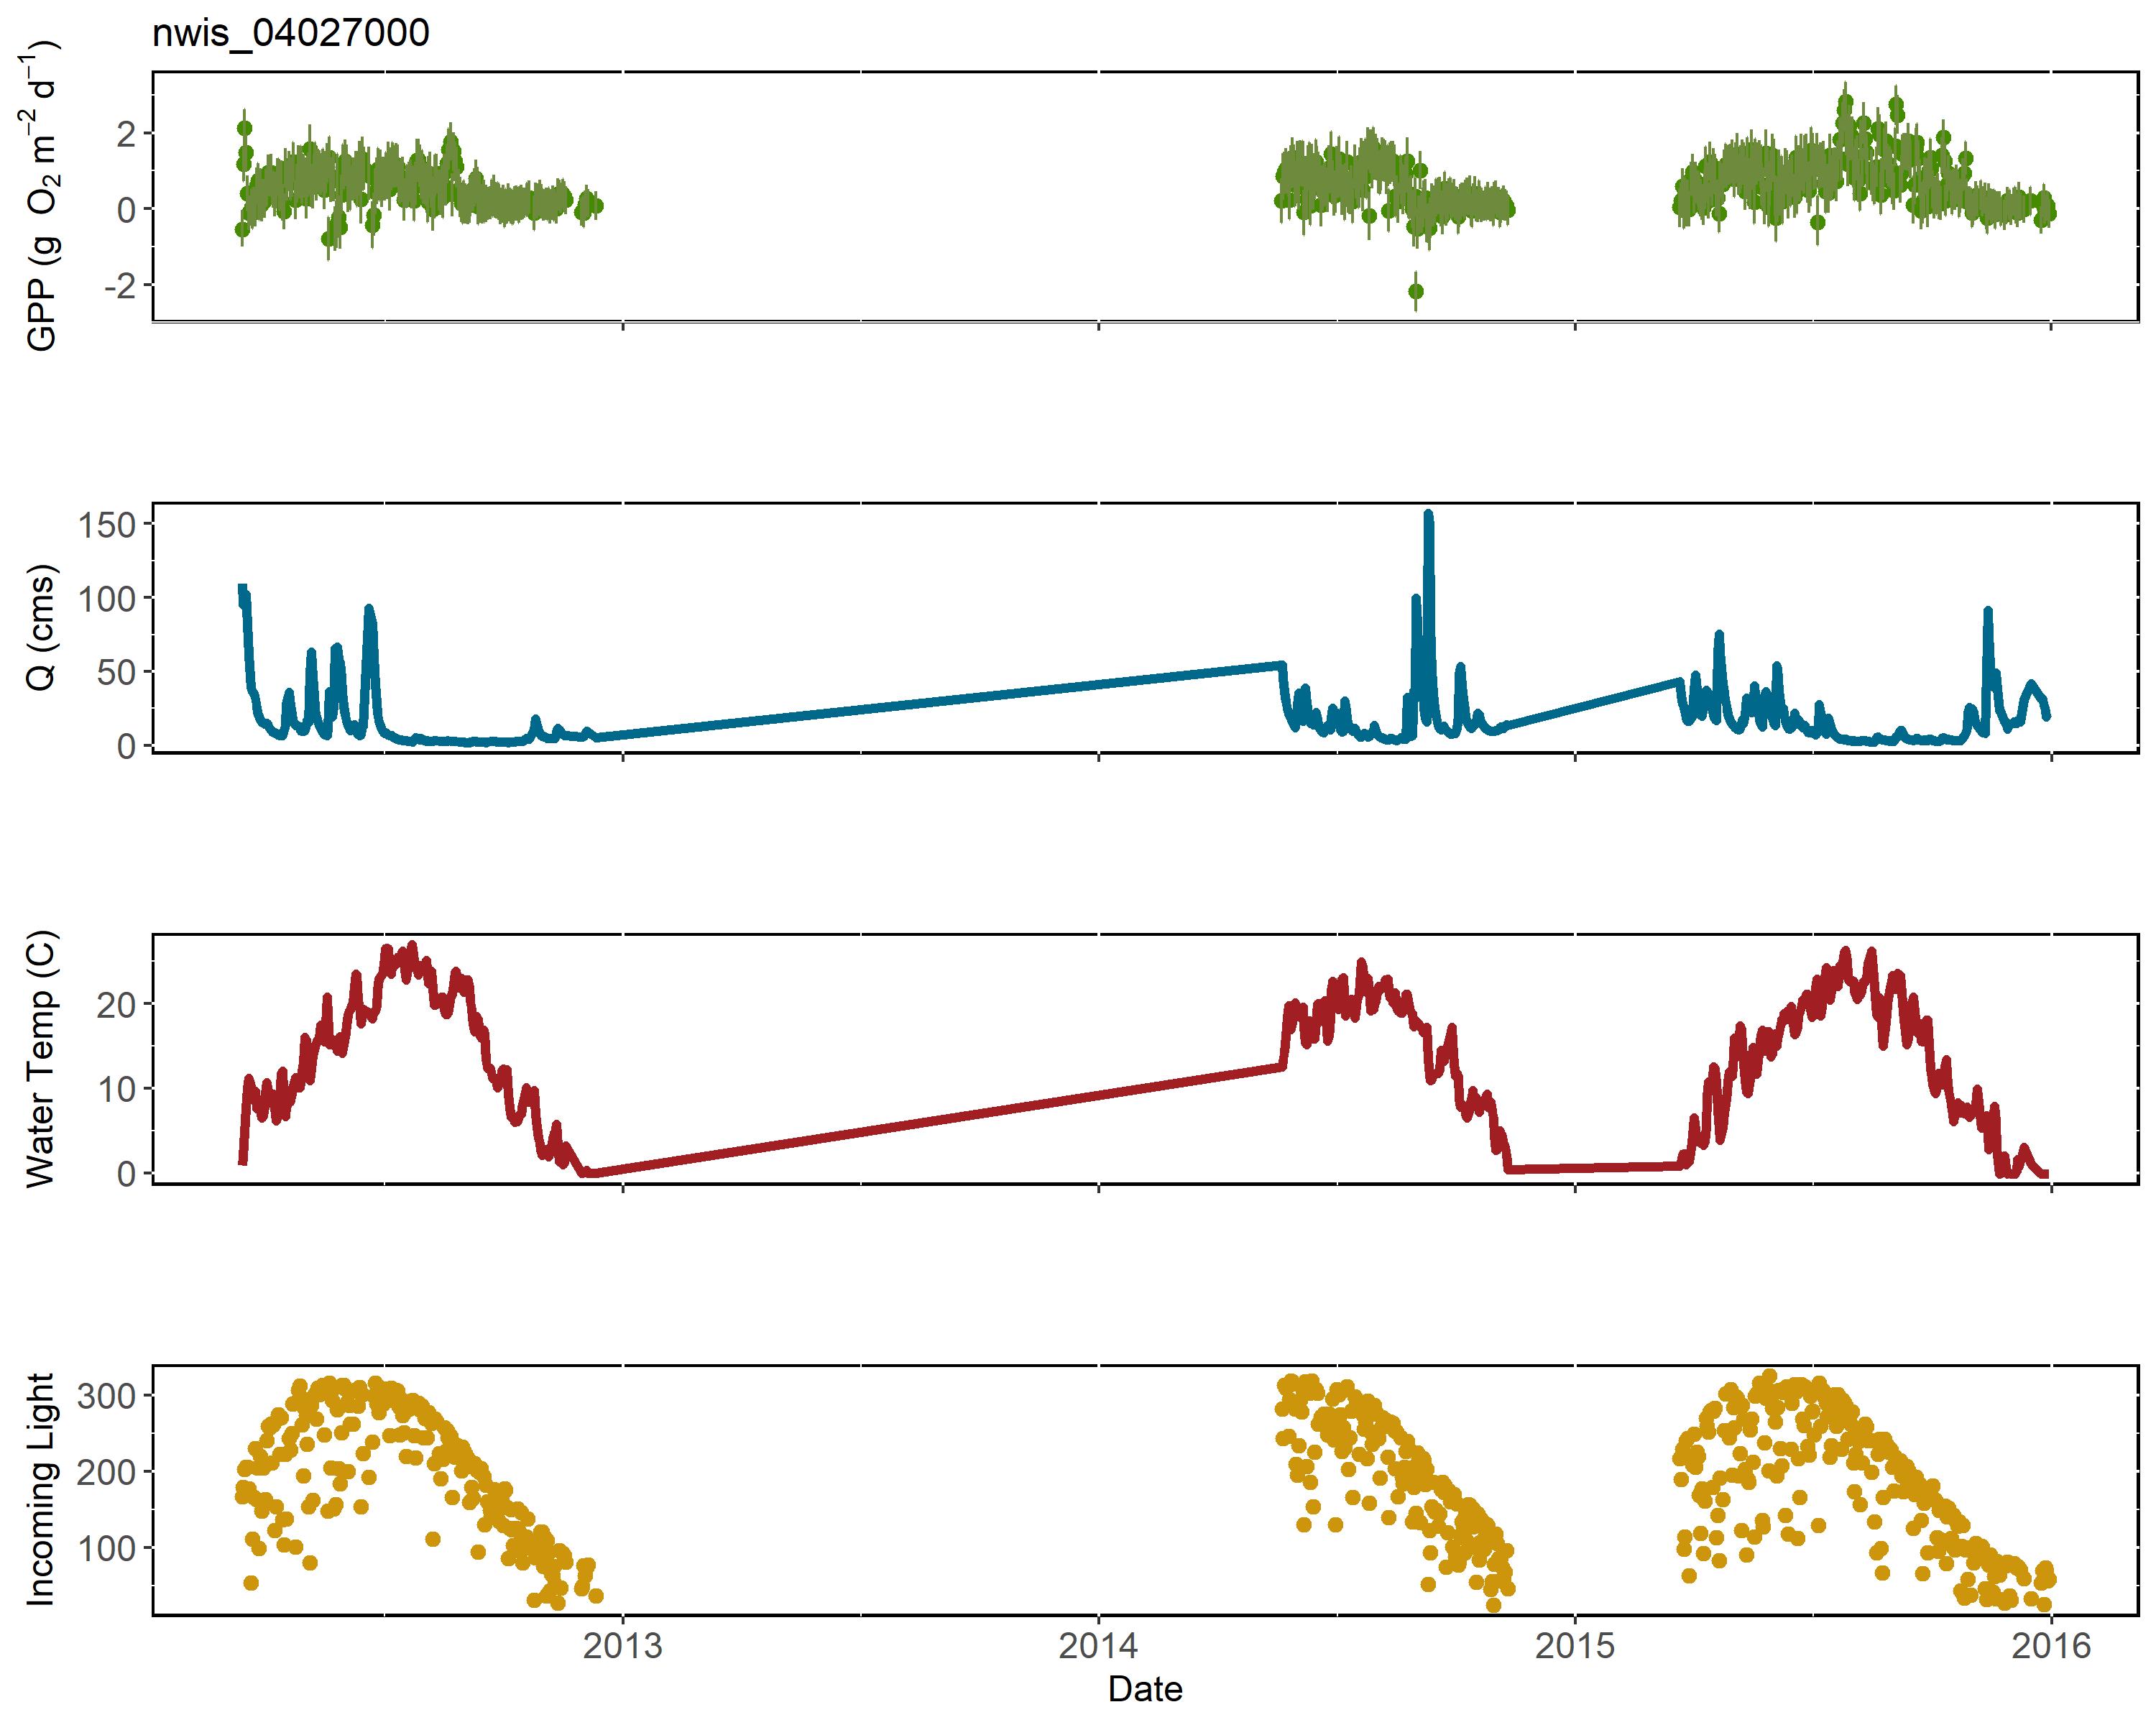 nwis_04027000
GPP (g O₂ m⁻² d⁻¹)
2
0
-2
Q (cms)
150
100
50
0
Water Temp (C)
20
10
0
Incoming Light
300
200
100
2013 2014 2015 2016
Date